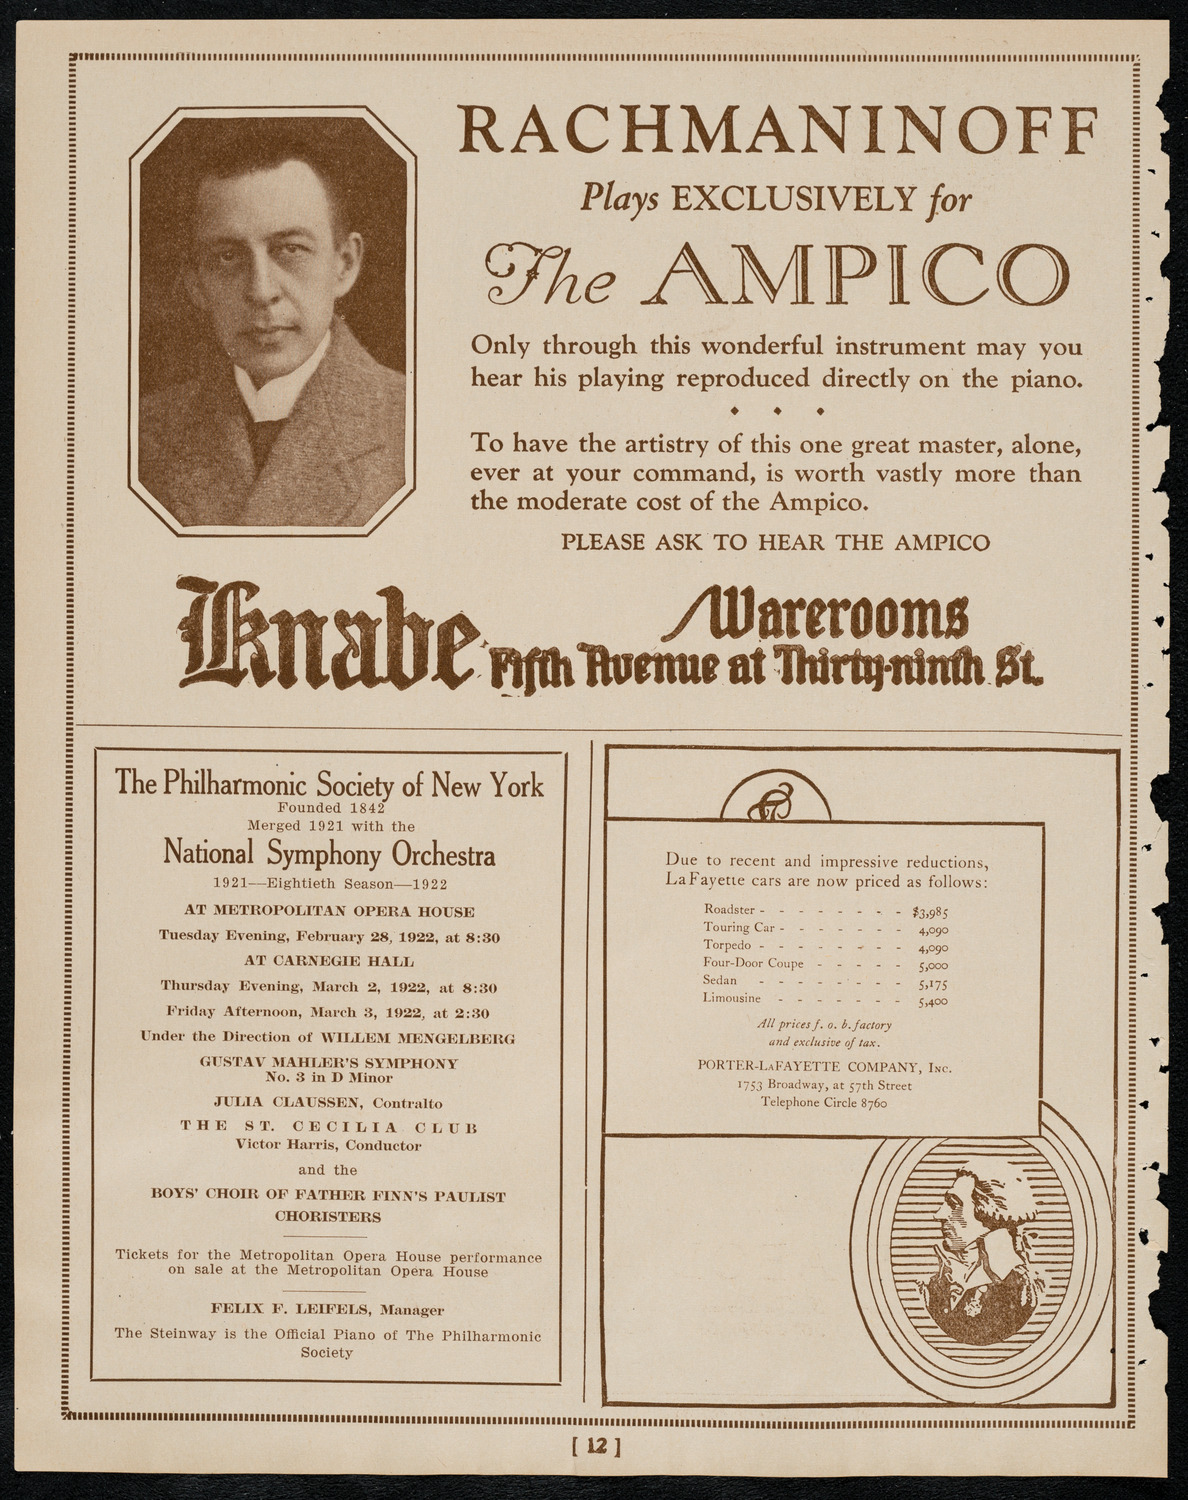 RACHMANINOFF
Plays EXCLUSIVELY for
The AMPICO
Only through this wonderful instrument may you
hear his playing reproduced directly on the piano.
To have the artistry of this one great master, alone,
ever at your command, is worth vastly more than
the moderate cost of the Ampico.
PLEASE ASK TO HEAR THE AMPICO
Knabe
Warerooms
Fifth Avenue at Thirty-ninth St.
The Philharmonic Society of New York
Founded 1842
Merged 1921 with the
National Symphony Orchestra
1921—Eightieth Season—1922
AT METROPOLITAN OPERA HOUSE
Tuesday Evening, February 28, 1922, at 8:30
AT CARNEGIE HALL
Thursday Evening, March 2, 1922, at 8:30
Friday Afternoon, March 3, 1922, at 2:30
Under the Direction of WILLEM MENGELBERG
GUSTAV MAHLER'S SYMPHONY
No. 3 in D Minor
JULIA CLAUSSEN, Contralto
THE ST. CECILIA CLUB
Victor Harris, Conductor
and the
BOYS' CHOIR OF FATHER FINN'S PAULIST
CHORISTERS
Tickets for the Metropolitan Opera House performance
on sale at the Metropolitan Opera House
FELIX F. LEIFELS, Manager
The Steinway is the Official Piano of The Philharmonic
Society
Due to recent and impressive reductions,
LaFayette cars are now priced as follows:
Roadster - - - - - - - - $3,985
Touring Car - - - - - - - 4,090
Torpedo - - - - - - - - 4,090
Four-Door Coupe - - - - - 5,000
Sedan - - - - - - - - 5,175
Limousine - - - - - - - 5,400
All prices f. o. b. factory
and exclusive of tax.
PORTER-LAFAYETTE COMPANY, INC.
1753 Broadway, at 57th Street
Telephone Circle 8760
[ 12 ]